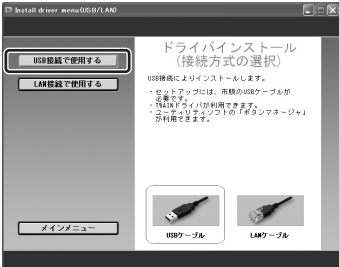 Install driver menu(USB/LAN)
USB接続で使用する
LAN接続で使用する
メインメニュー
ドライバインストール
(接続方式の選択)
USB接続によりインストールします。
・セットアップには、市販のUSBケーブルが
必要です。
・TWAINドライバが利用できます。
・ユーティリティソフトの「ボタンマネージャ」
が利用できます。
USBケーブル
LANケーブル